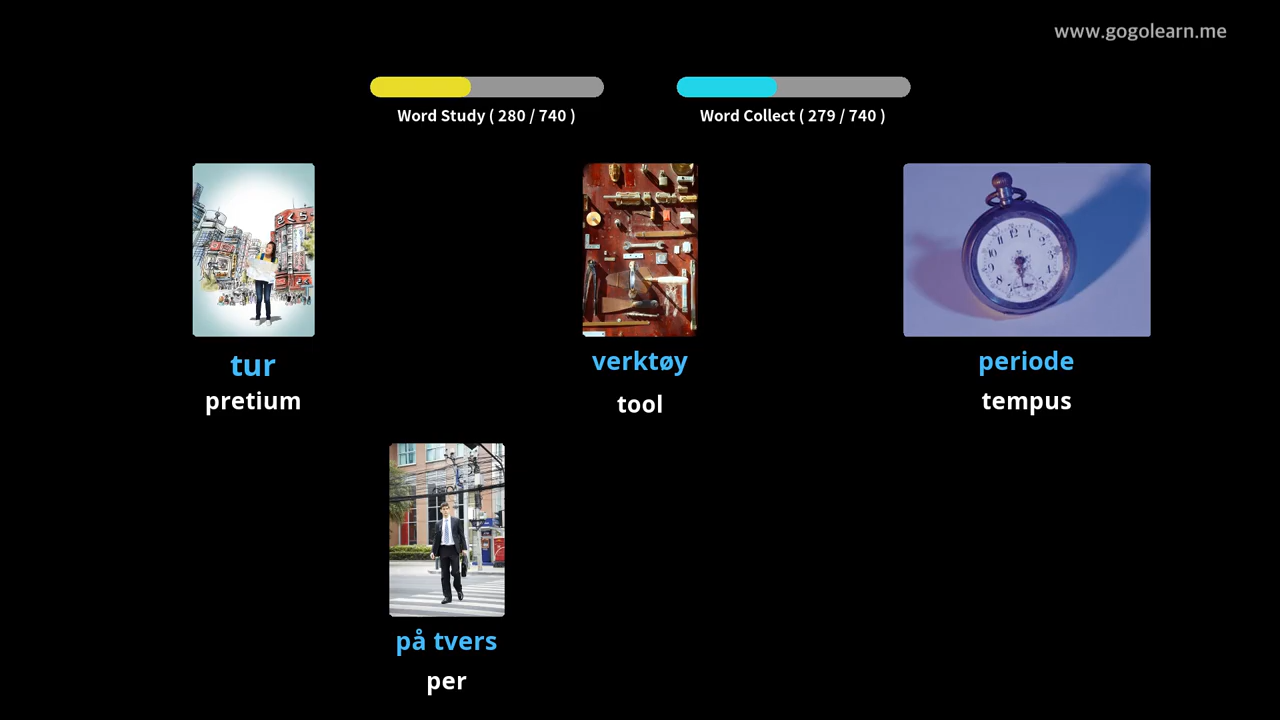 www.gogolearn.me
Word Study ( 280 / 740 )
Word Collect ( 279 / 740 )
tur
pretium
verktøy
tool
periode
tempus
på tvers
per